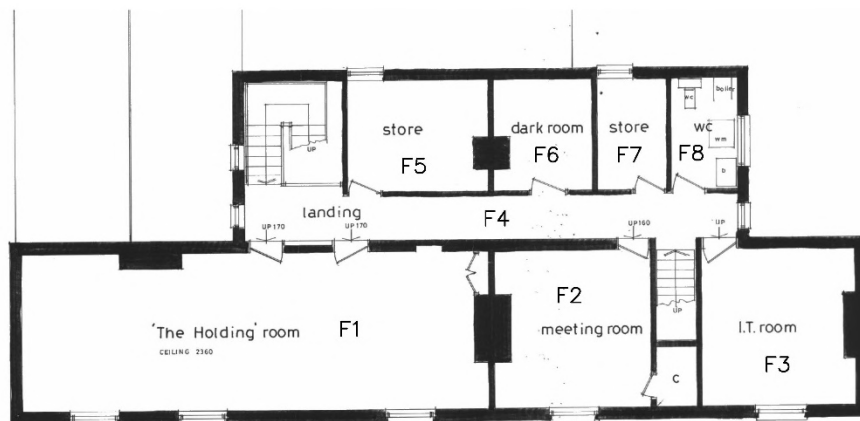 UP
store
F5
dark room
F6
store
F7
wc
boiler
wc
wm
b
F8
landing
F4
UP 170
UP 170
UP 160
UP
UP
'The Holding' room
CEILING 2360
F1
F2
meeting room
C
I.T. room
F3